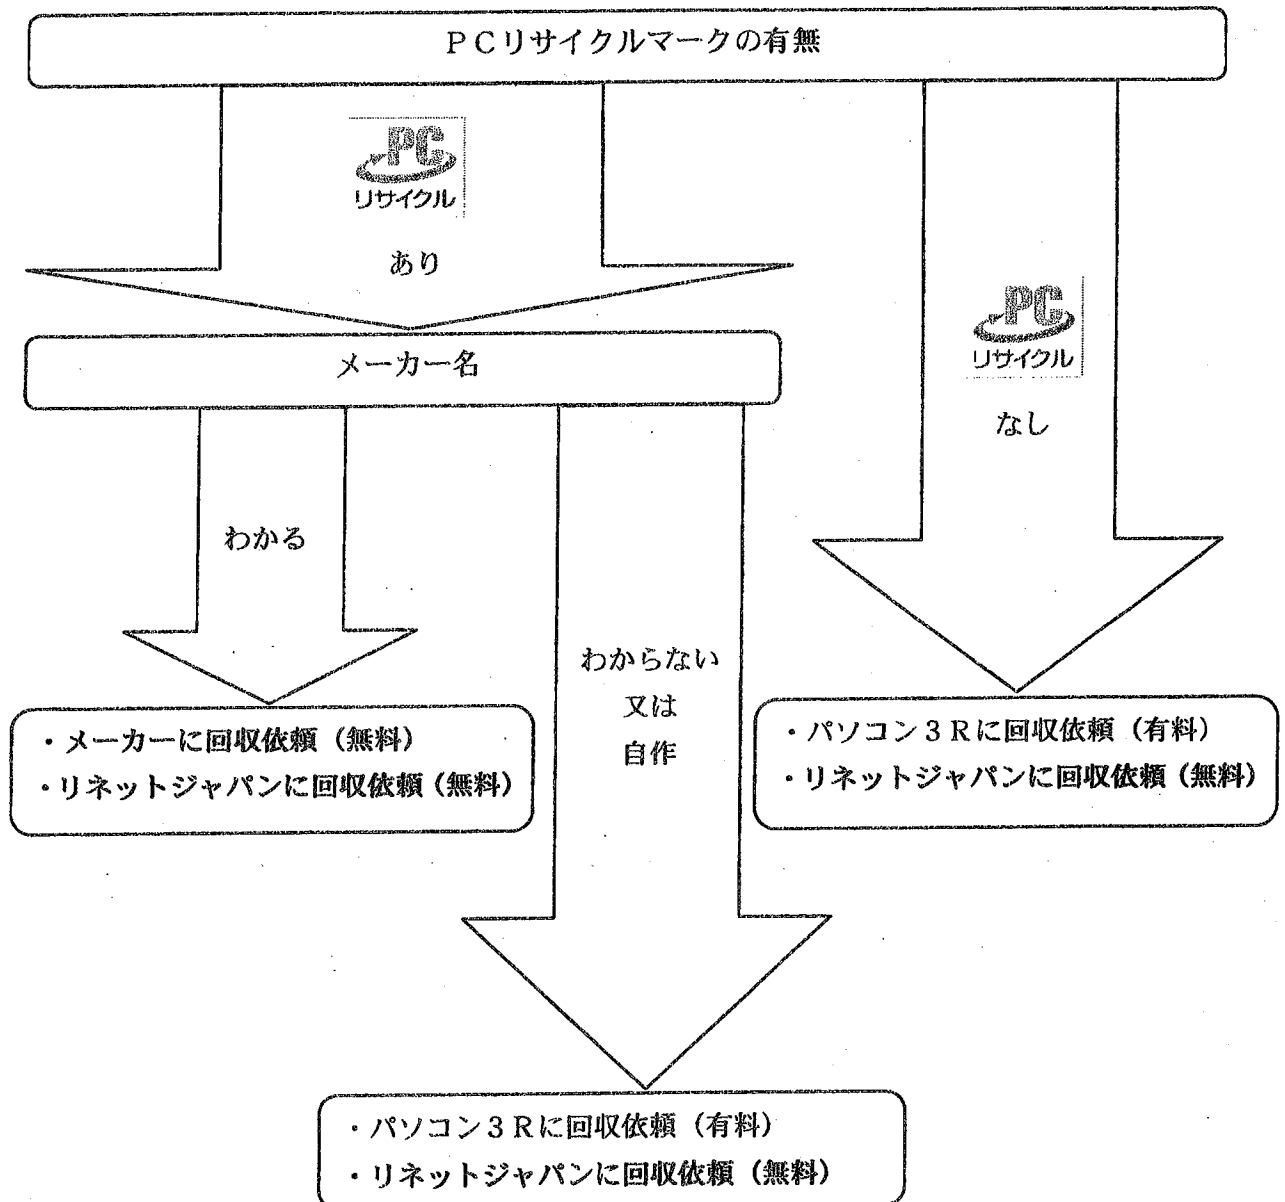 PCリサイクルマークの有無
PC
リサイクル
あり
PC
リサイクル
なし
メーカー名
わかる
わからない
又は
自作
・メーカーに回収依頼（無料）
・リネットジャパンに回収依頼（無料）
・パソコン3Rに回収依頼（有料）
・リネットジャパンに回収依頼（無料）
・パソコン3Rに回収依頼（有料）
・リネットジャパンに回収依頼（無料）